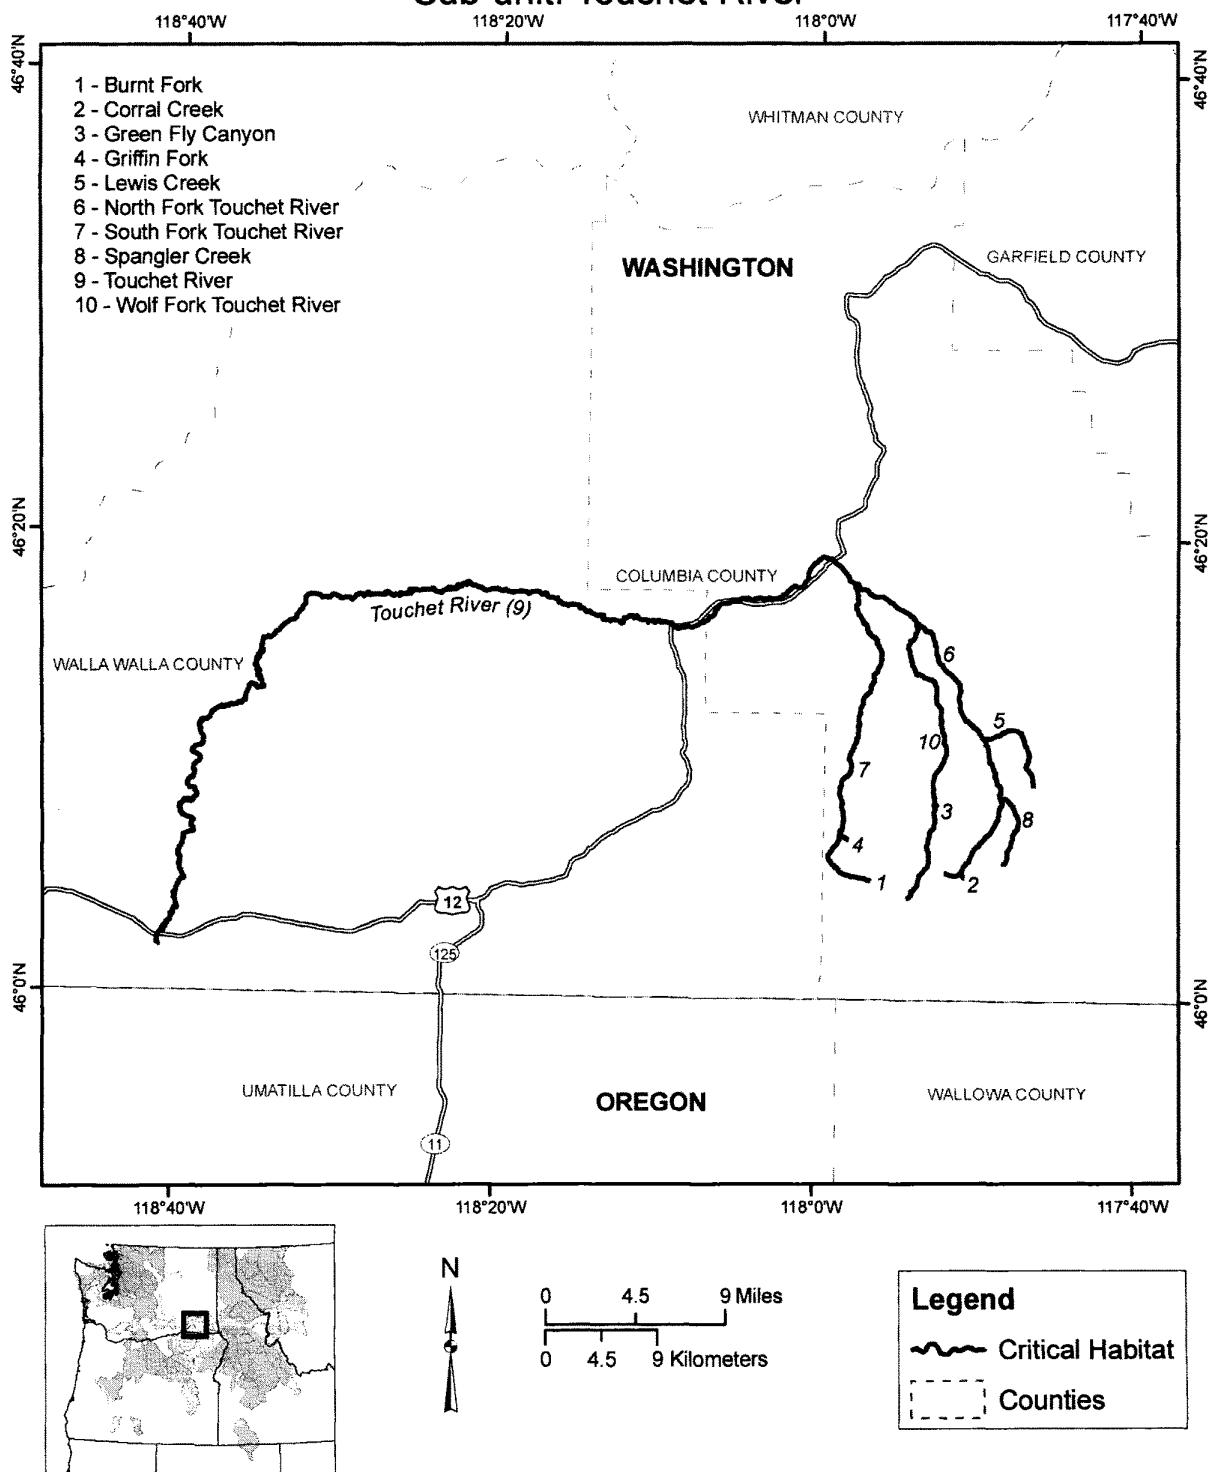 Sub-unit: Touchet River
118°40'W 118°20'W 118°0'W 117°40'W
46°40'N
46°40'N
1 - Burnt Fork
2 - Corral Creek
3 - Green Fly Canyon
4 - Griffin Fork
5 - Lewis Creek
6 - North Fork Touchet River
7 - South Fork Touchet River
8 - Spangler Creek
9 - Touchet River
10 - Wolf Fork Touchet River
WHITMAN COUNTY
WASHINGTON
GARFIELD COUNTY
46°20'N
46°20'N
COLUMBIA COUNTY
Touchet River (9)
WALLA WALLA COUNTY
6
5
10
7
3
8
4
1
2
12
125
46°0'N
46°0'N
UMATILLA COUNTY
OREGON
WALLOWA COUNTY
11
118°40'W 118°20'W 118°0'W 117°40'W
N
0 4.5 9 Miles
0 4.5 9 Kilometers
Legend
Critical Habitat
Counties